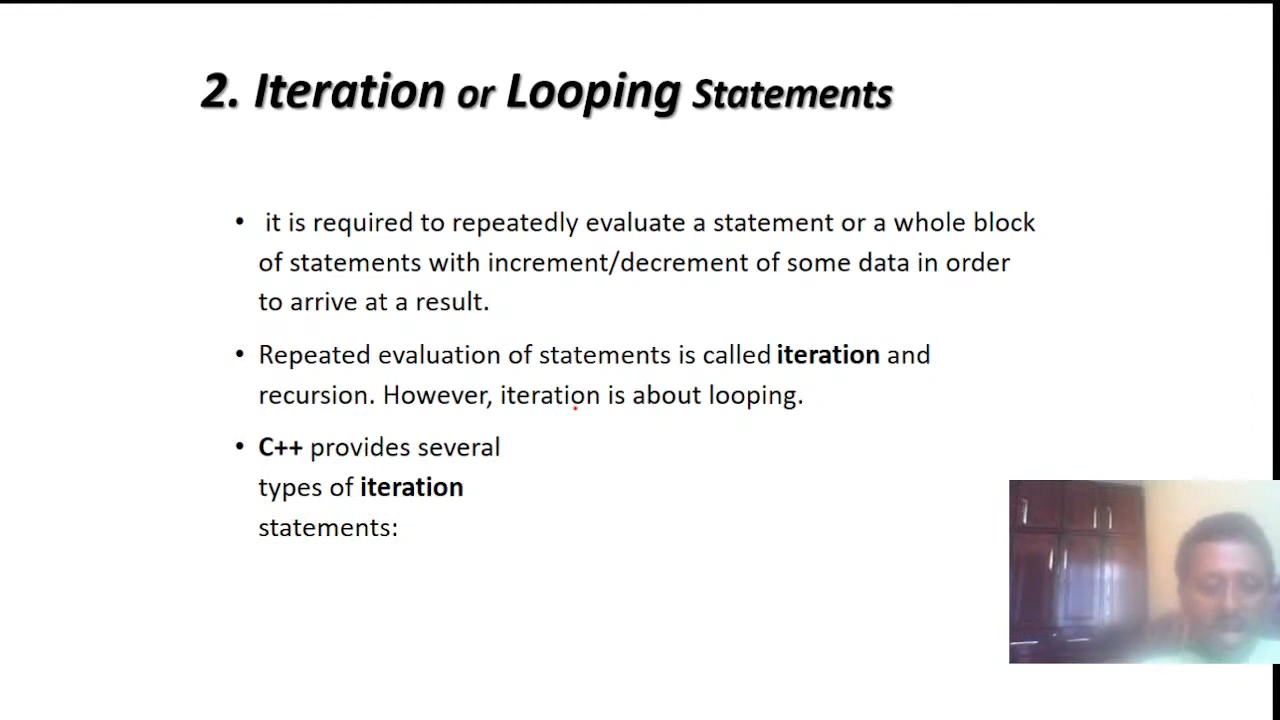 2. Iteration or Looping Statements
• it is required to repeatedly evaluate a statement or a whole block
of statements with increment/decrement of some data in order
to arrive at a result.
• Repeated evaluation of statements is called iteration and
recursion. However, iteration is about looping.
• C++ provides several
types of iteration
statements: